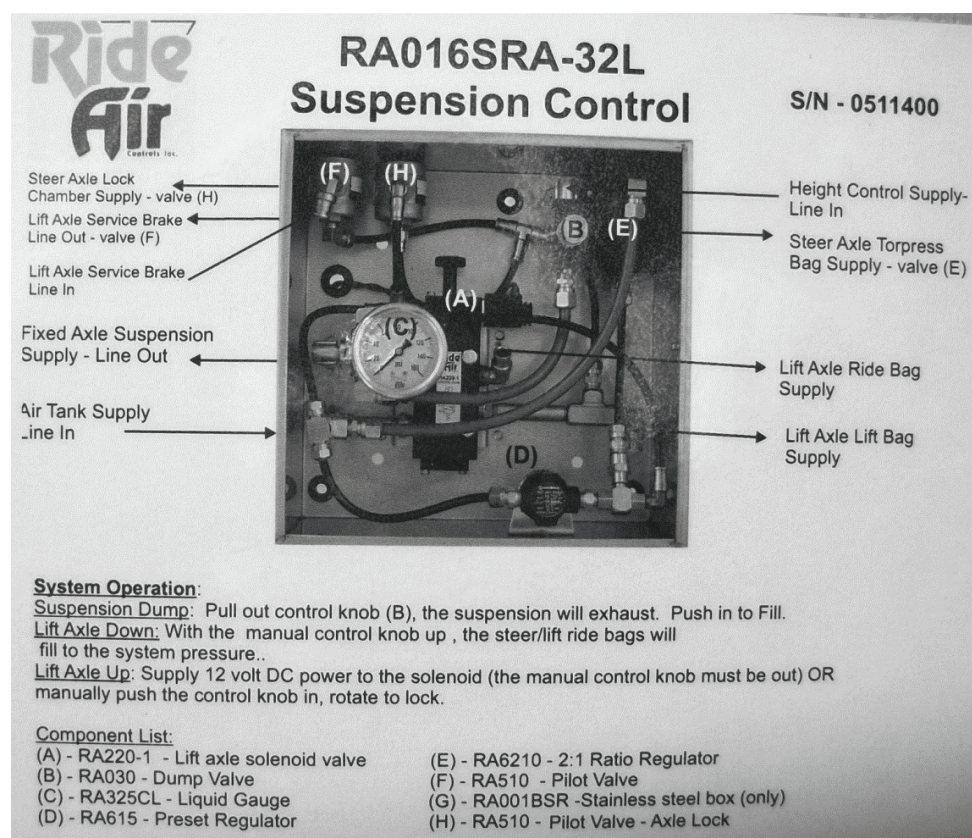 Ride
Air
Controls Inc.
RA016SRA-32L
Suspension Control
S/N - 0511400
Steer Axle Lock
Chamber Supply - valve (H)
Lift Axle Service Brake
Line Out - valve (F)
Lift Axle Service Brake
Line In
Fixed Axle Suspension
Supply - Line Out
Air Tank Supply
Line In
(F)
(H)
(B)
(E)
(A)
(C)
(D)
Height Control Supply-
Line In
Steer Axle Torpress
Bag Supply - valve (E)
Lift Axle Ride Bag
Supply
Lift Axle Lift Bag
Supply
System Operation:
Suspension Dump: Pull out control knob (B), the suspension will exhaust. Push in to Fill.
Lift Axle Down: With the manual control knob up , the steer/lift ride bags will
fill to the system pressure..
Lift Axle Up: Supply 12 volt DC power to the solenoid (the manual control knob must be out) OR
manually push the control knob in, rotate to lock.
Component List:
(A) - RA220-1 - Lift axle solenoid valve
(B) - RA030 - Dump Valve
(C) - RA325CL - Liquid Gauge
(D) - RA615 - Preset Regulator
(E) - RA6210 - 2:1 Ratio Regulator
(F) - RA510 - Pilot Valve
(G) - RA001BSR -Stainless steel box (only)
(H) - RA510 - Pilot Valve - Axle Lock